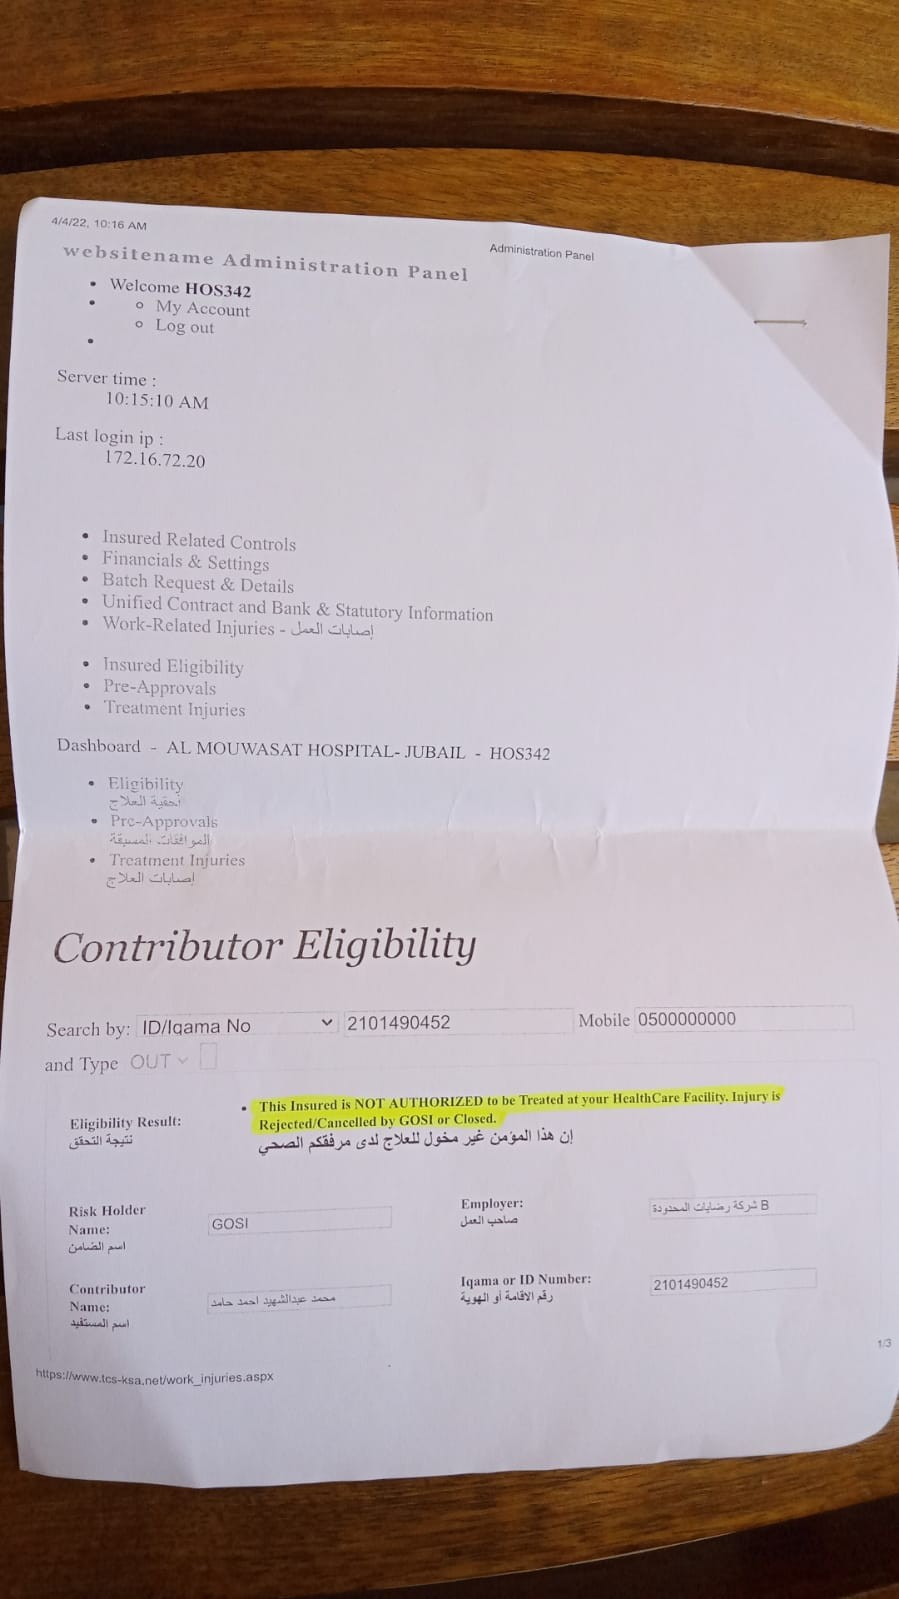 4/4/22, 10:16 AM
Administration Panel
websitename Administration Panel
• Welcome HOS342
•
○ My Account
○ Log out
•
Server time :
10:15:10 AM
Last login ip :
172.16.72.20
• Insured Related Controls
• Financials & Settings
• Batch Request & Details
• Unified Contract and Bank & Statutory Information
• Work-Related Injuries - إصابات العمل
• Insured Eligibility
• Pre-Approvals
• Treatment Injuries
Dashboard - AL MOUWASAT HOSPITAL- JUBAIL - HOS342
• Eligibility
أحقية العلاج
• Pre-Approvals
الموافقات المسبقة
• Treatment Injuries
إصابات العلاج
Contributor Eligibility
Search by: ID/Iqama No 2101490452 Mobile 0500000000
and Type OUT
• This Insured is NOT AUTHORIZED to be Treated at your HealthCare Facility. Injury is
Eligibility Result: Rejected/Cancelled by GOSI or Closed.
نتيجة التحقق
إن هذا المؤمن غير مخول للعلاج لدى مرفقكم الصحي
Risk Holder
Name:
اسم الضامن
GOSI
Employer:
صاحب العمل
شركة رضايات المحدودة B
Contributor
Name:
اسم المستفيد
محمد عبدالشهيد احمد حامد
Iqama or ID Number:
رقم الاقامة أو الهوية
2101490452
1/3
https://www.tcs-ksa.net/work_injuries.aspx